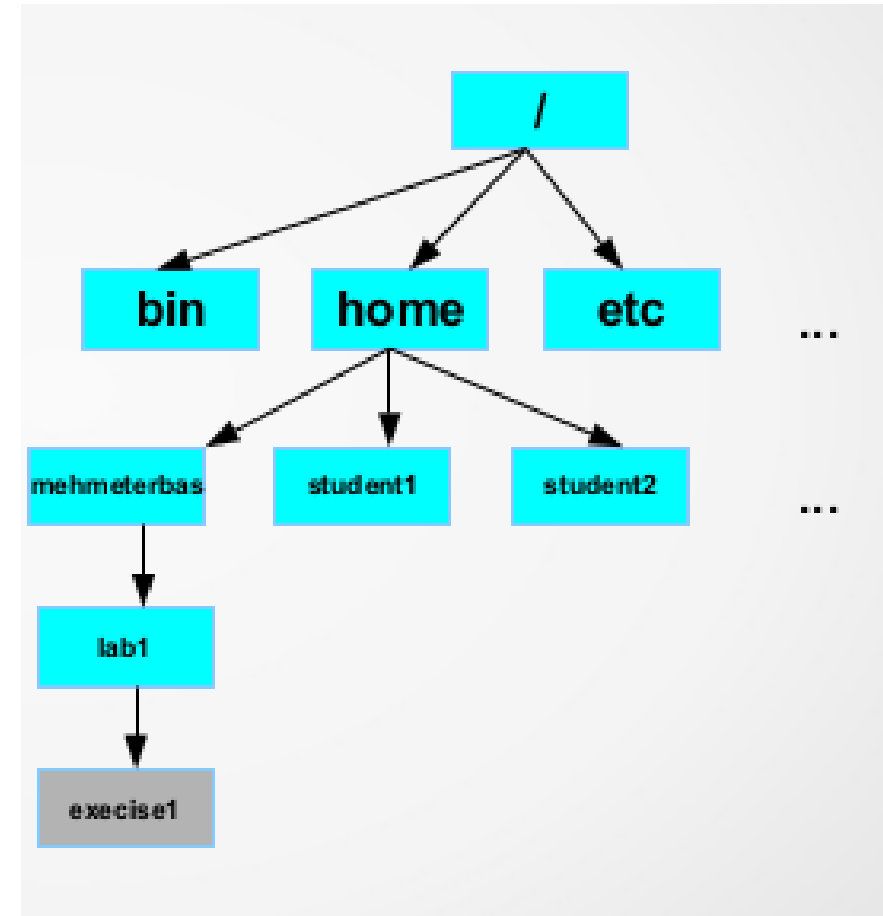 /
bin
home
etc
...
mehmeterbas
student1
student2
...
lab1
execise1